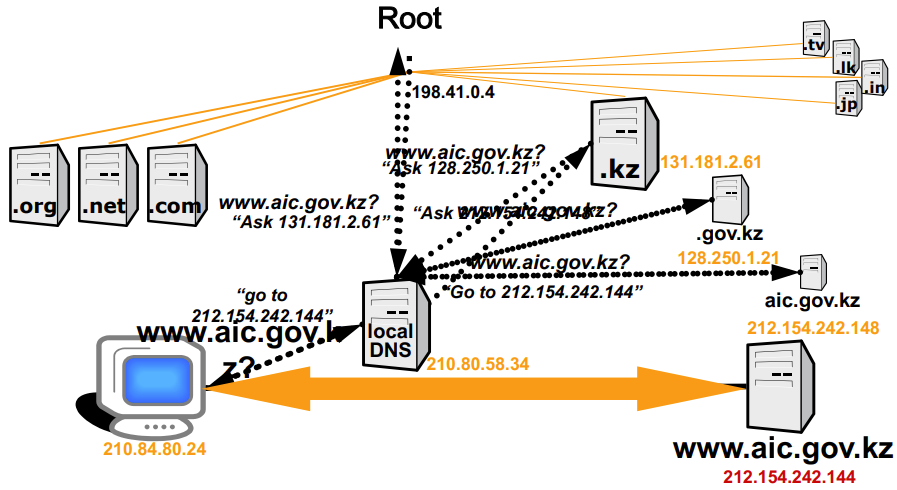 Root
.tv
.lk
.in
.jp
198.41.0.4
www.aic.gov.kz?
“Ask 128.250.1.21”
.kz
131.181.2.61
.org
.net
.com
www.aic.gov.kz?
“Ask 131.181.2.61”
“Ask 212.154.242.148”
www.aic.gov.kz?
.gov.kz
128.250.1.21
www.aic.gov.kz?
“Go to 212.154.242.144”
aic.gov.kz
212.154.242.148
“go to
212.154.242.144”
www.aic.gov.k
z?
local
DNS
210.80.58.34
210.84.80.24
www.aic.gov.kz
212.154.242.144